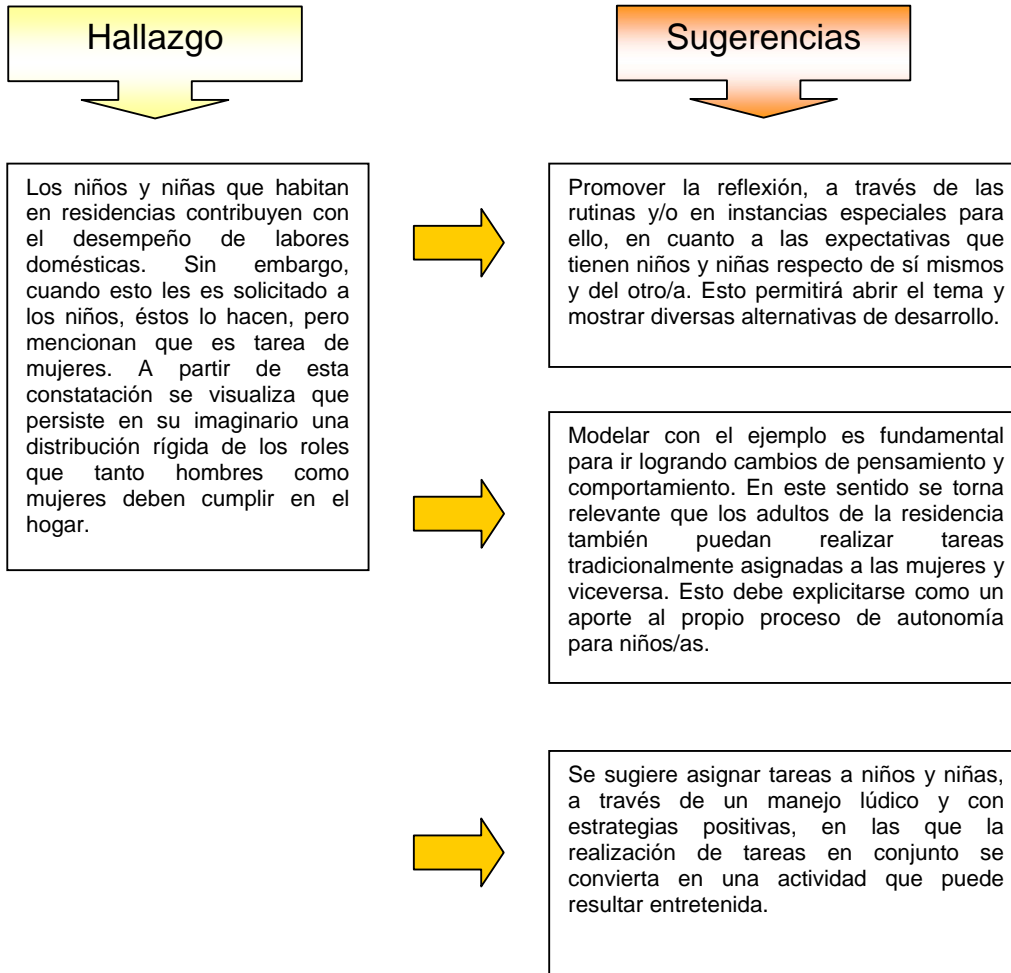 Hallazgo
Sugerencias
Los niños y niñas que habitan
en residencias contribuyen con
el desempeño de labores
domésticas. Sin embargo,
cuando esto les es solicitado a
los niños, éstos lo hacen, pero
mencionan que es tarea de
mujeres. A partir de esta
constatación se visualiza que
persiste en su imaginario una
distribución rígida de los roles
que tanto hombres como
mujeres deben cumplir en el
hogar.
Promover la reflexión, a través de las
rutinas y/o en instancias especiales para
ello, en cuanto a las expectativas que
tienen niños y niñas respecto de sí mismos
y del otro/a. Esto permitirá abrir el tema y
mostrar diversas alternativas de desarrollo.
Modelar con el ejemplo es fundamental
para ir logrando cambios de pensamiento y
comportamiento. En este sentido se torna
relevante que los adultos de la residencia
también puedan realizar tareas
tradicionalmente asignadas a las mujeres y
viceversa. Esto debe explicitarse como un
aporte al propio proceso de autonomía
para niños/as.
Se sugiere asignar tareas a niños y niñas,
a través de un manejo lúdico y con
estrategias positivas, en las que la
realización de tareas en conjunto se
convierta en una actividad que puede
resultar entretenida.